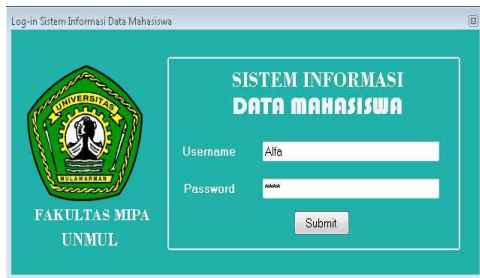 Log-in Sistem Informasi Data Mahasiswa
UNIVERSITAS
MULAWARMAN
FAKULTAS MIPA
UNMUL
SISTEM INFORMASI
DATA MAHASISWA
Username Alfa
Password ****
Submit